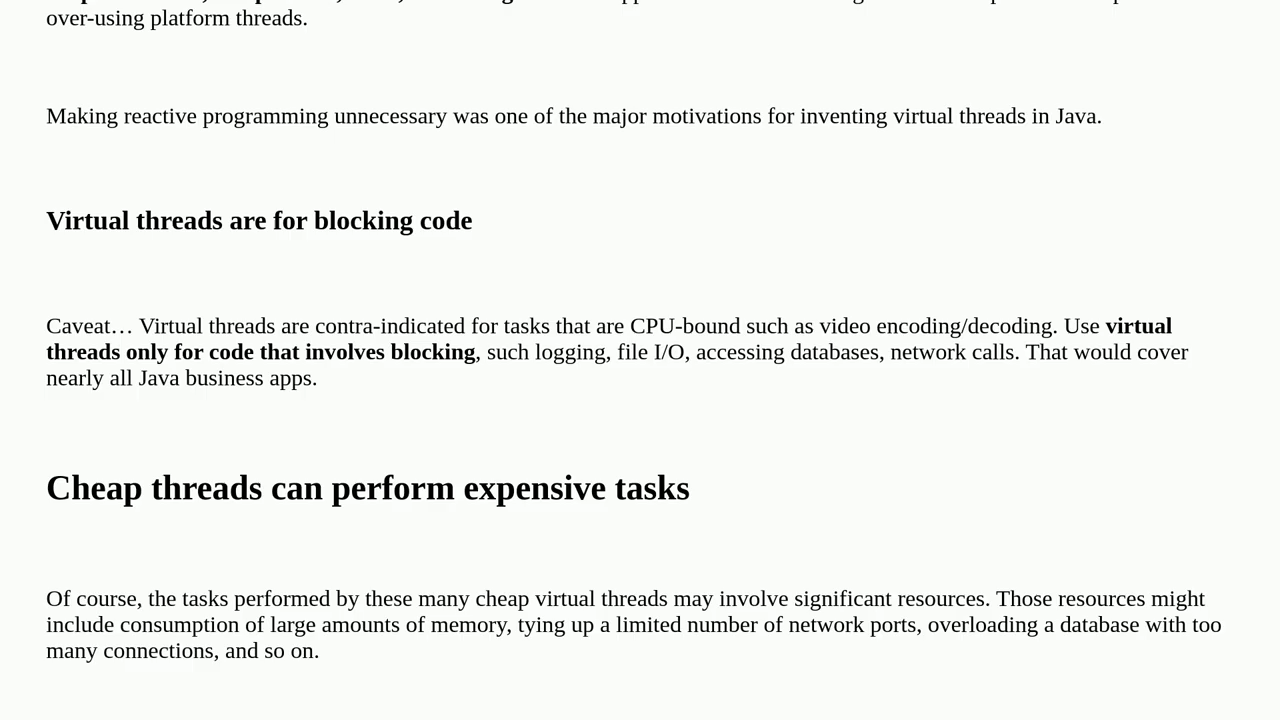 over-using platform threads.
Making reactive programming unnecessary was one of the major motivations for inventing virtual threads in Java.
Virtual threads are for blocking code
Caveat… Virtual threads are contra-indicated for tasks that are CPU-bound such as video encoding/decoding. Use virtual
threads only for code that involves blocking, such logging, file I/O, accessing databases, network calls. That would cover
nearly all Java business apps.
Cheap threads can perform expensive tasks
Of course, the tasks performed by these many cheap virtual threads may involve significant resources. Those resources might
include consumption of large amounts of memory, tying up a limited number of network ports, overloading a database with too
many connections, and so on.